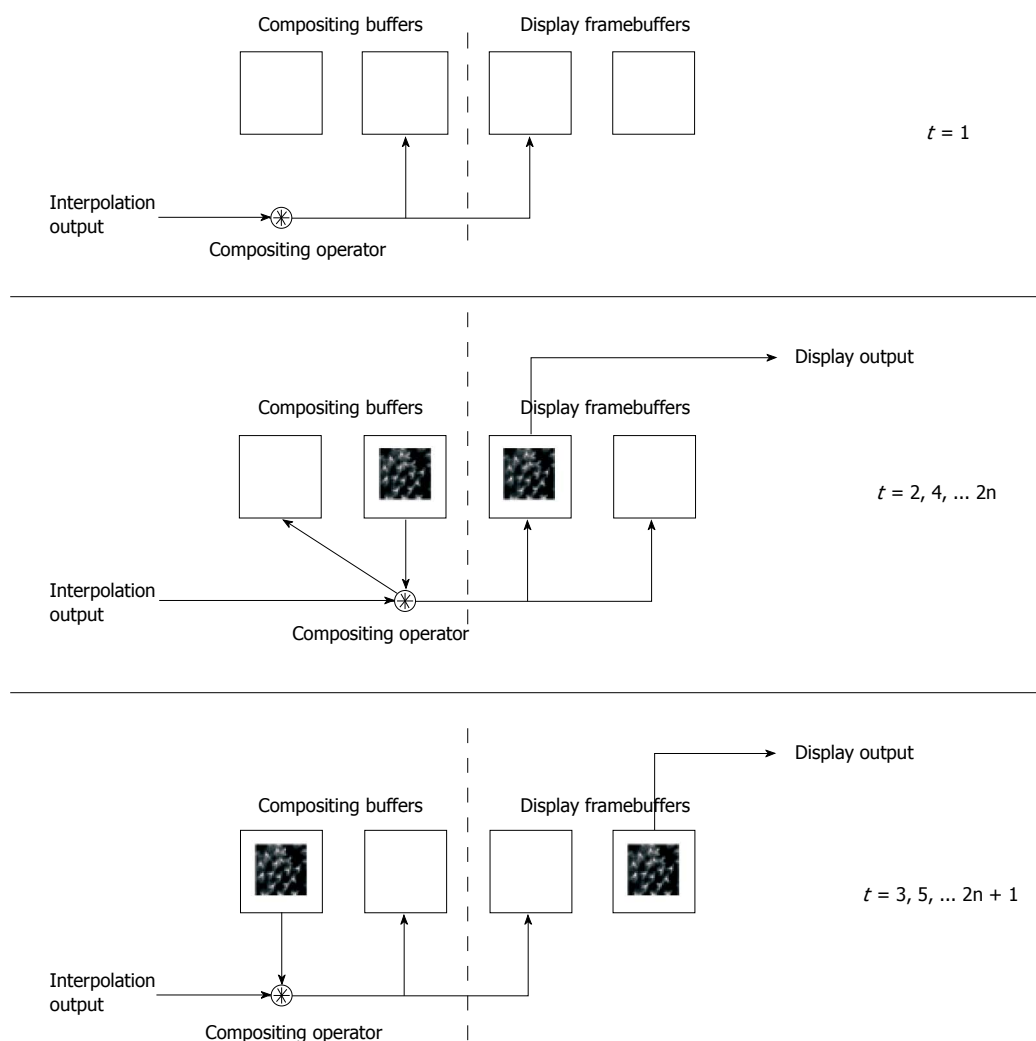 Compositing buffers
Display framebuffers
t = 1
Interpolation
output
Compositing operator
Display output
Compositing buffers
Display framebuffers
t = 2, 4, ... 2n
Interpolation
output
Compositing operator
Display output
Compositing buffers
Display framebuffers
t = 3, 5, ... 2n + 1
Interpolation
output
Compositing operator